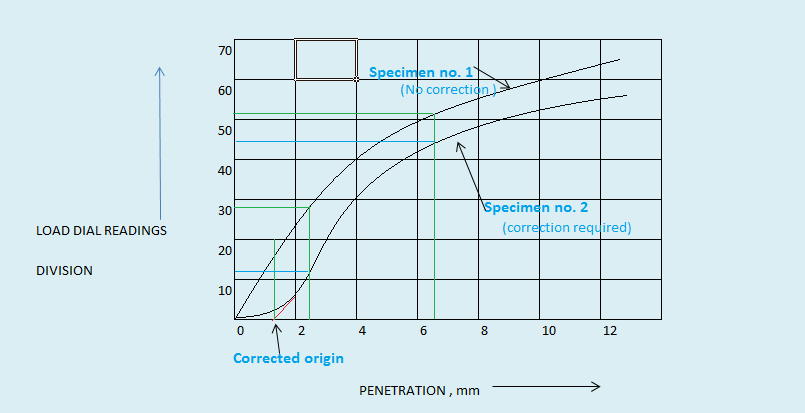 70
60
50
40
30
20
10
Specimen no. 1
(No correction )
Specimen no. 2
(correction required)
LOAD DIAL READINGS
DIVISION
0 2 4 6 8 10 12
Corrected origin
PENETRATION , mm